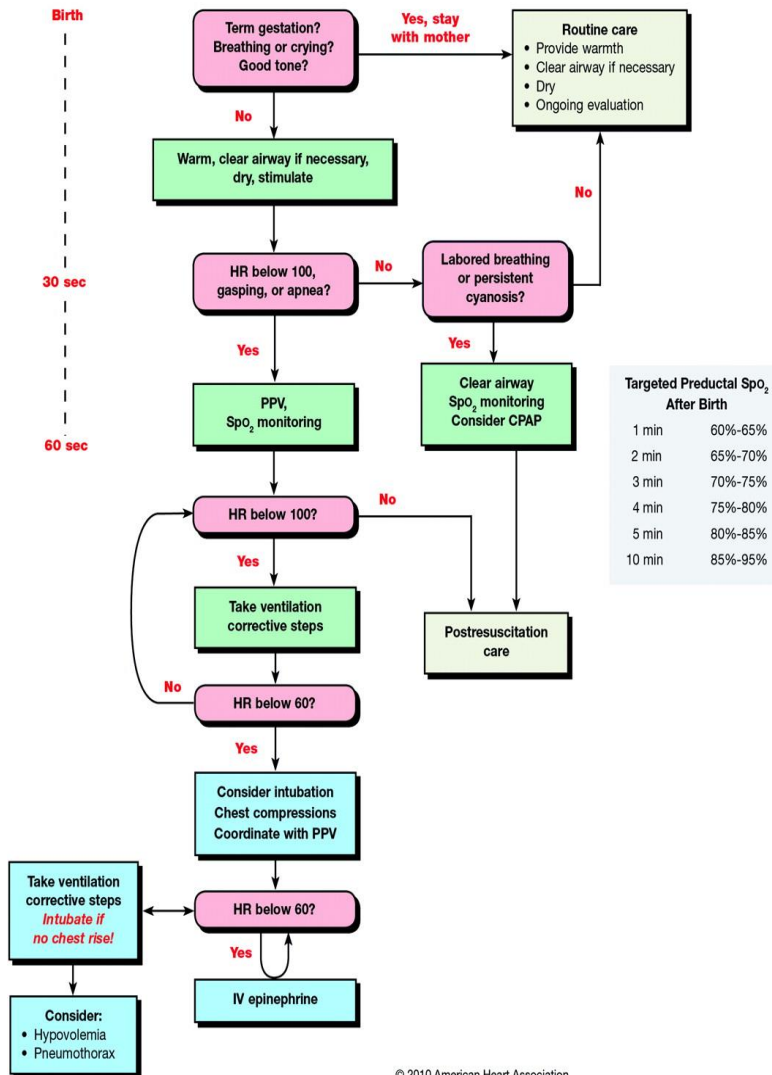 Birth
Term gestation?
Breathing or crying?
Good tone?
Yes, stay
with mother
Routine care
• Provide warmth
• Clear airway if necessary
• Dry
• Ongoing evaluation
No
Warm, clear airway if necessary,
dry, stimulate
No
30 sec
HR below 100,
gasping, or apnea?
No
Labored breathing
or persistent
cyanosis?
Yes
Yes
PPV,
SpO₂ monitoring
Clear airway
SpO₂ monitoring
Consider CPAP
60 sec
Targeted Preductal SpO₂
After Birth
1 min 60%-65%
2 min 65%-70%
3 min 70%-75%
4 min 75%-80%
5 min 80%-85%
10 min 85%-95%
HR below 100?
No
Yes
Take ventilation
corrective steps
Postresuscitation
care
No
HR below 60?
Yes
Consider intubation
Chest compressions
Coordinate with PPV
Take ventilation
corrective steps
Intubate if
no chest rise!
HR below 60?
Yes
IV epinephrine
Consider:
• Hypovolemia
• Pneumothorax
© 2010 American Heart Association